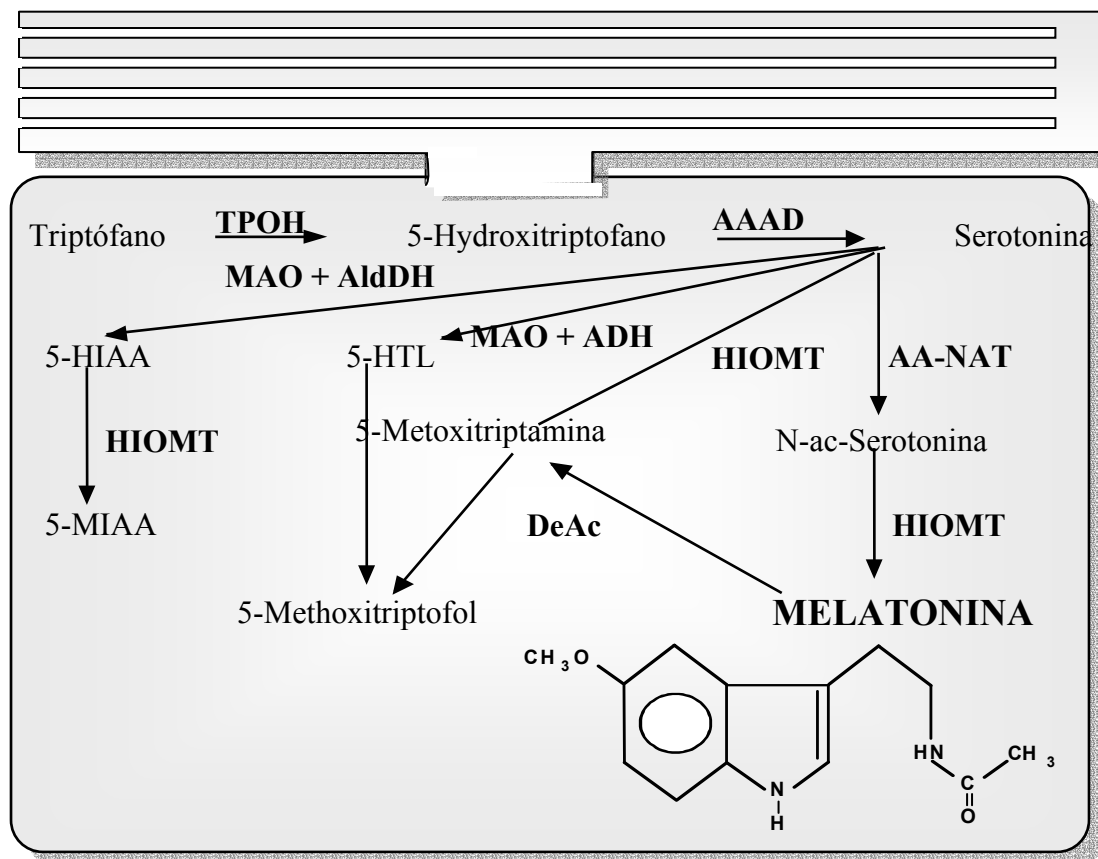 Triptófano TPOH 5-Hydroxitriptofano AAAD Serotonina
MAO + AldDH
5-HIAA 5-HTL MAO + ADH HIOMT AA-NAT
5-Metoxitriptamina N-ac-Serotonina
HIOMT
5-MIAA DeAc HIOMT
5-Methoxitriptofol MELATONINA
CH3O
HN CH3
N C
H O